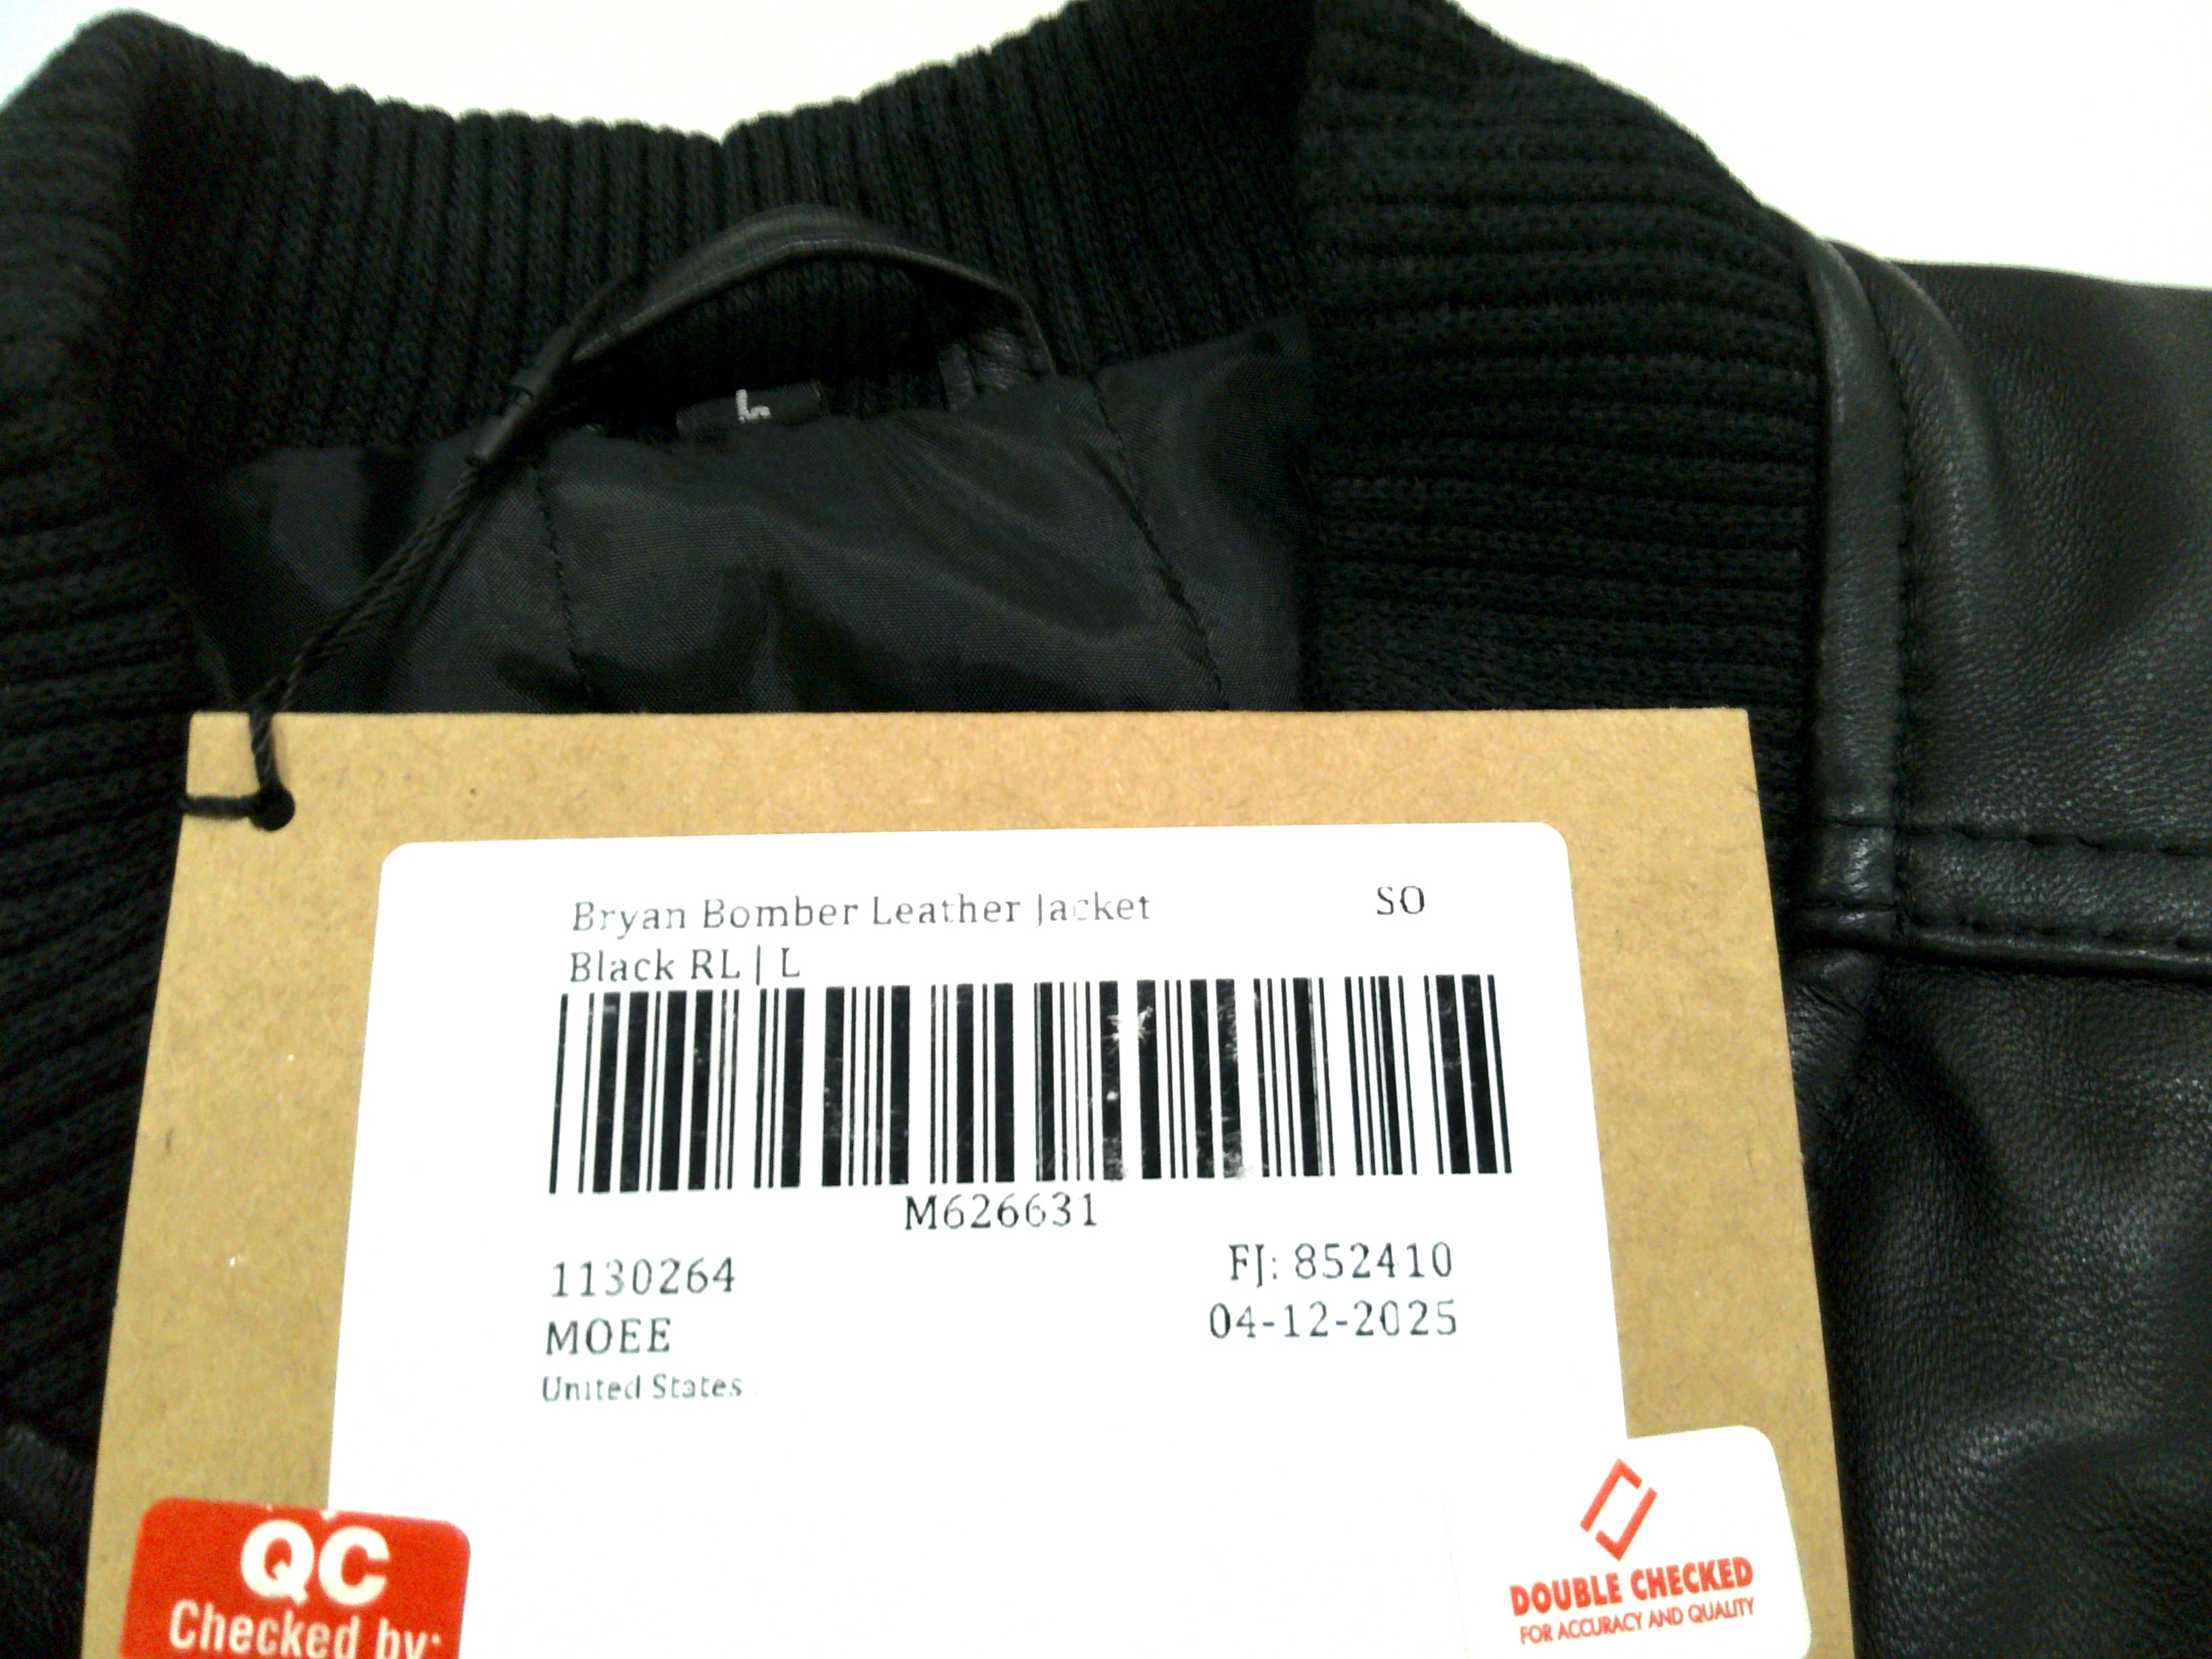 L
Bryan Bomber Leather Jacket SO
Black RL | L
M626631
1130264 FJ: 852410
MOEE 04-12-2025
United States
QC
Checked by:
DOUBLE CHECKED
FOR ACCURACY AND QUALITY